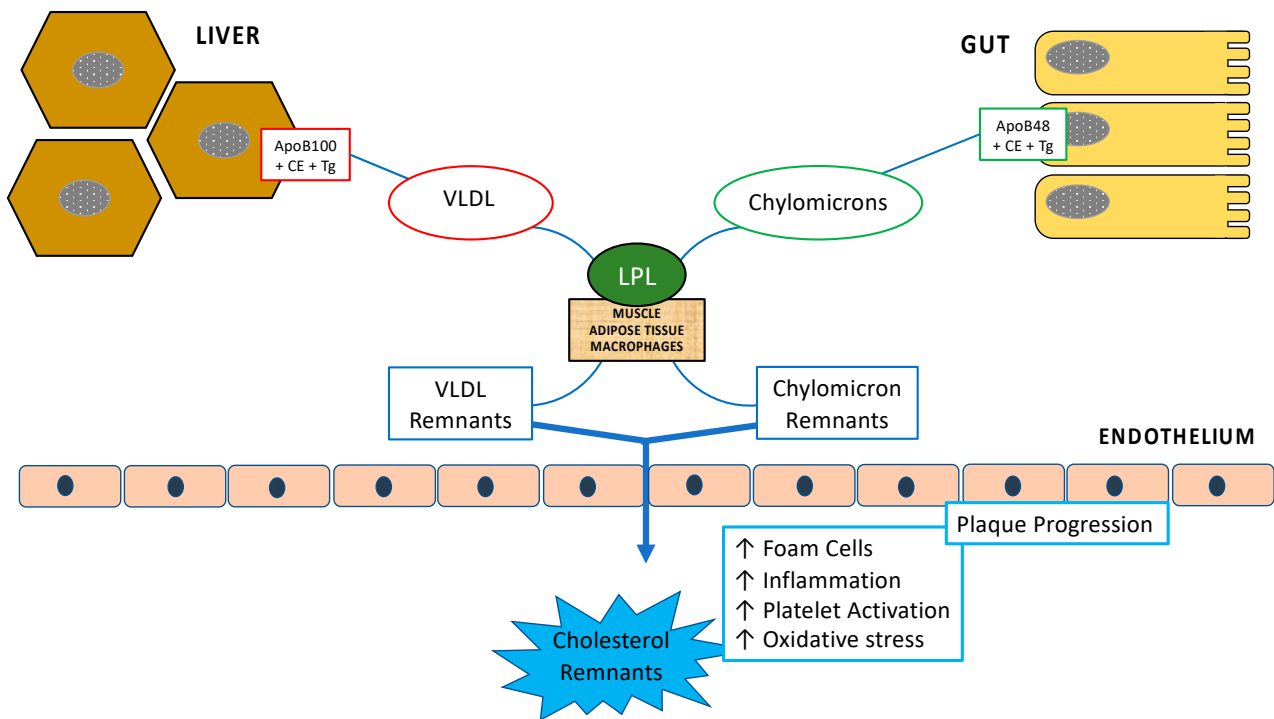 LIVER
GUT
ApoB100
+ CE + Tg
VLDL
Chylomicrons
ApoB48
+ CE + Tg
LPL
MUSCLE
ADIPOSE TISSUE
MACROPHAGES
VLDL
Remnants
Chylomicron
Remnants
ENDOTHELIUM
Plaque Progression
↑ Foam Cells
↑ Inflammation
↑ Platelet Activation
↑ Oxidative stress
Cholesterol
Remnants